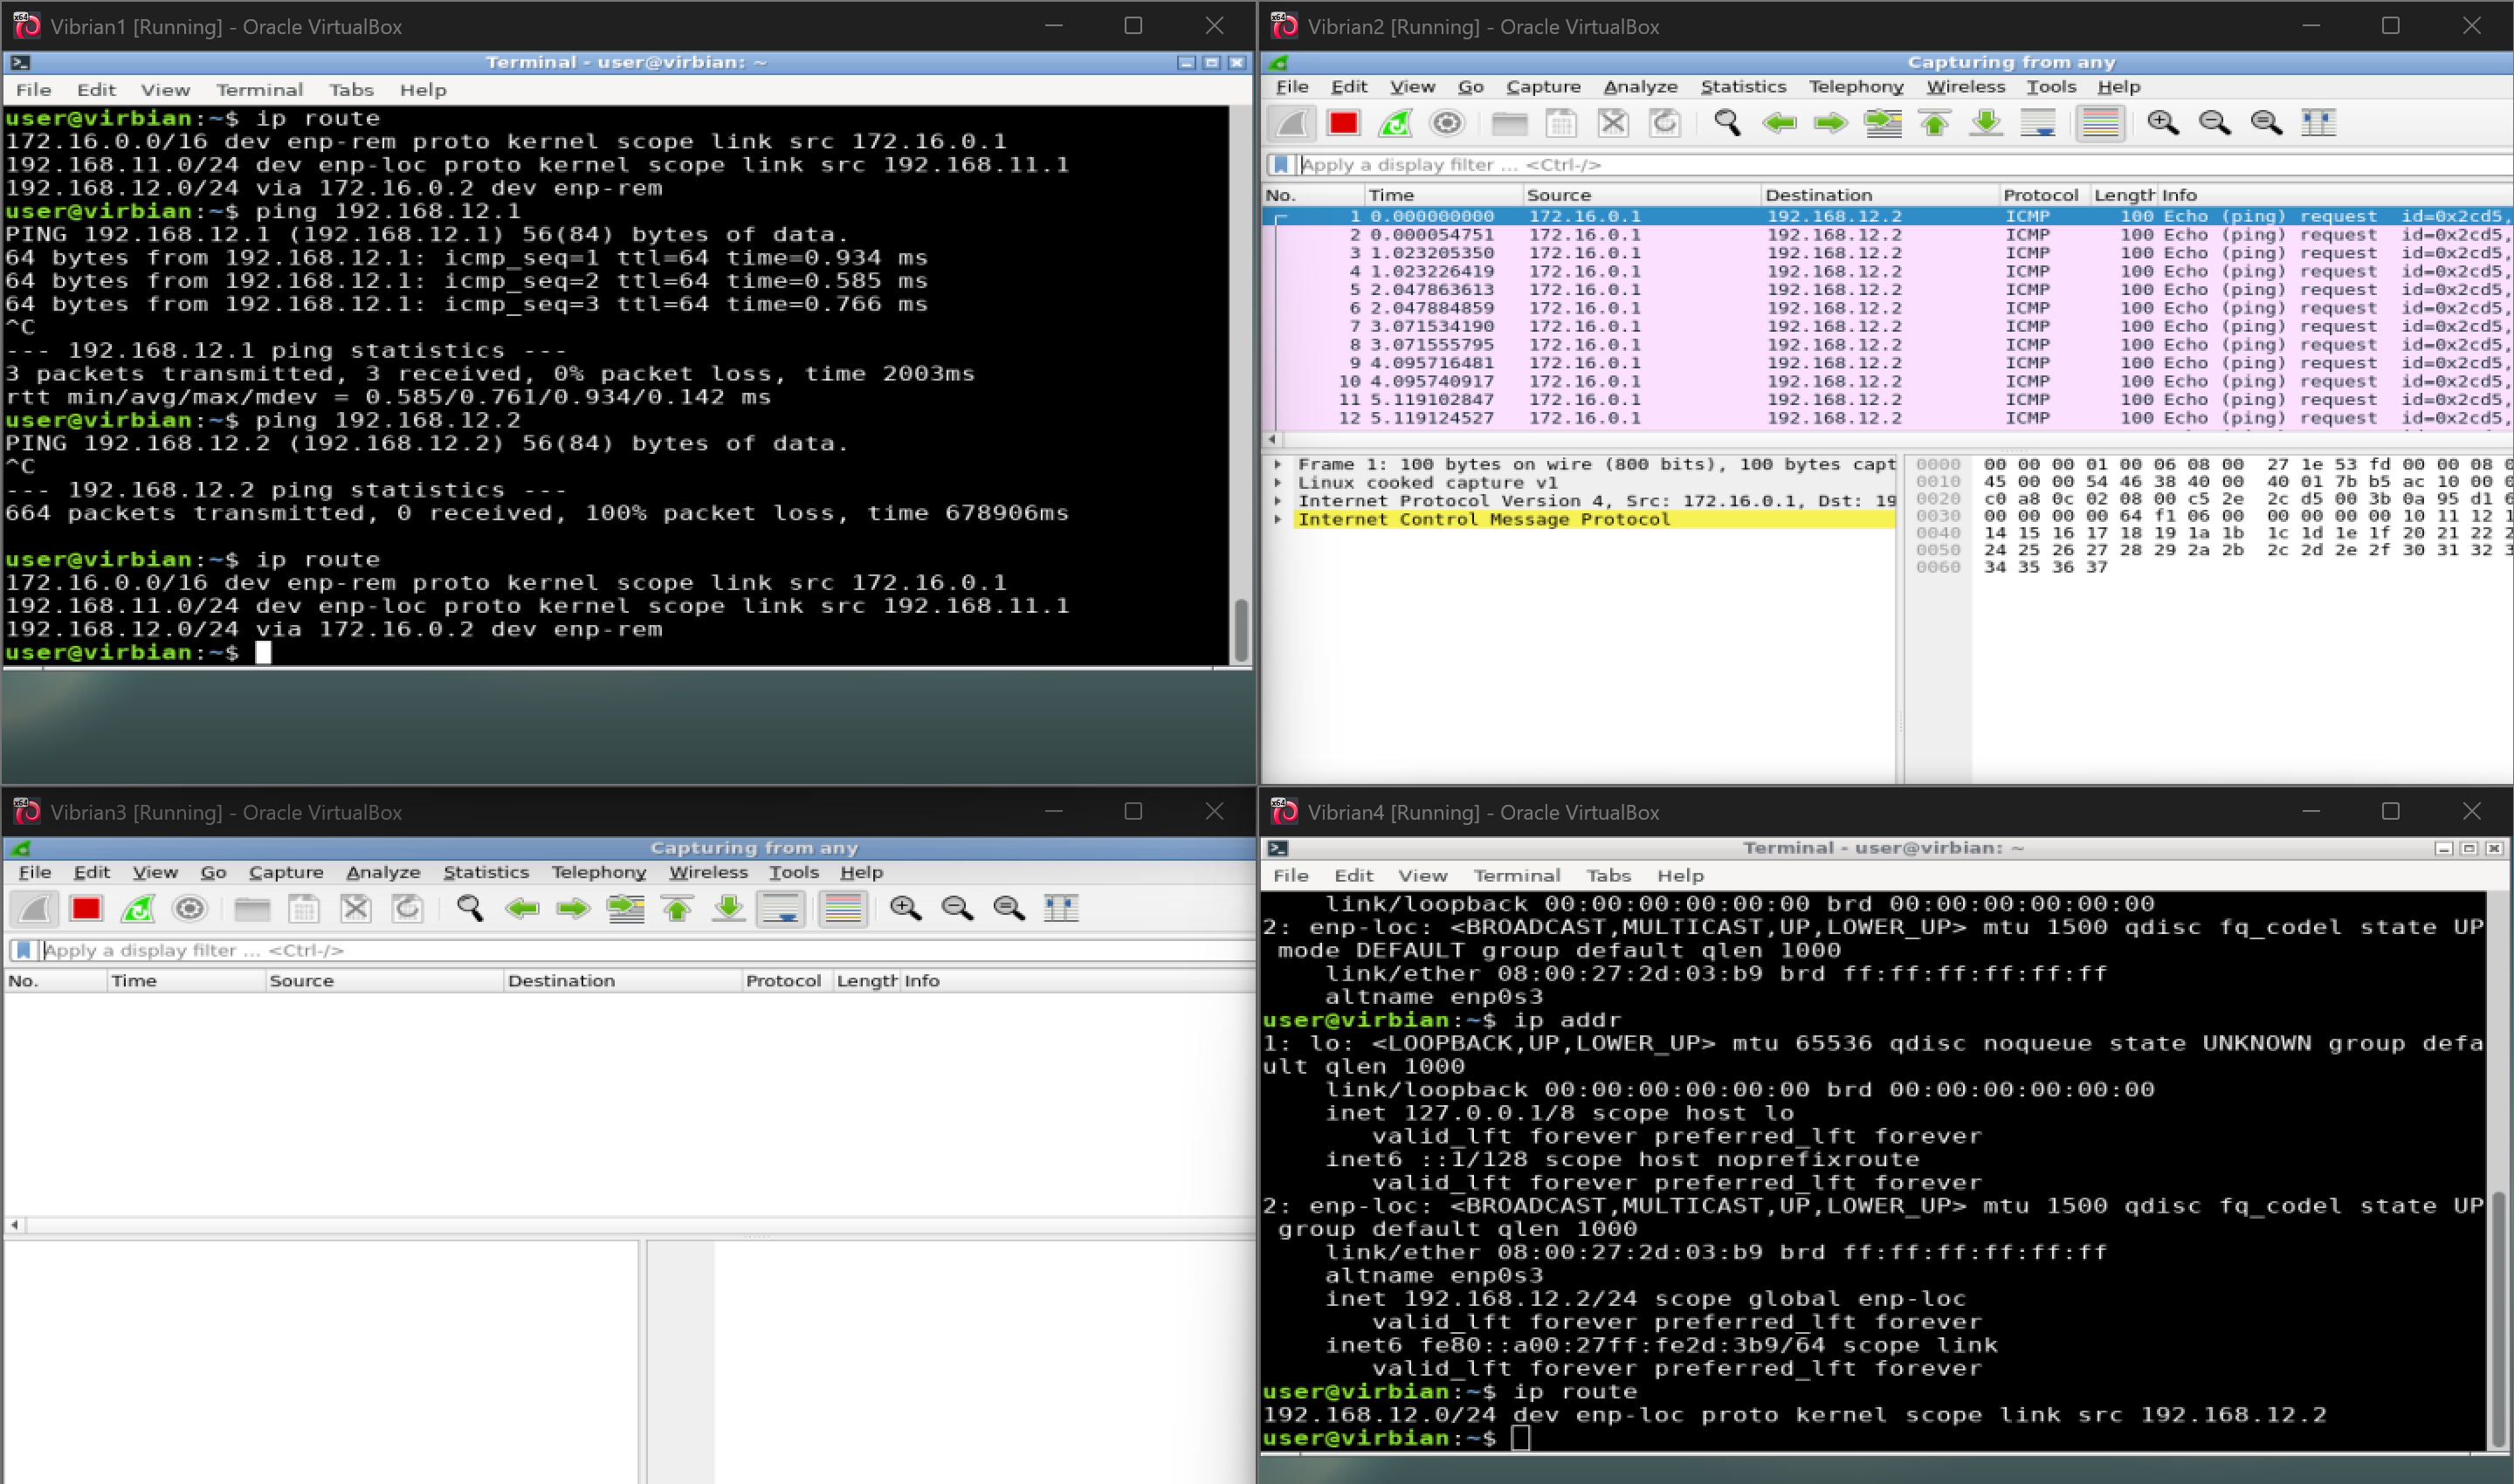 Vibrian1 [Running] - Oracle VirtualBox
Terminal - user@virbian: ~
File Edit View Terminal Tabs Help
user@virbian:~$ ip route
172.16.0.0/16 dev enp-rem proto kernel scope link src 172.16.0.1
192.168.11.0/24 dev enp-loc proto kernel scope link src 192.168.11.1
192.168.12.0/24 via 172.16.0.2 dev enp-rem
user@virbian:~$ ping 192.168.12.1
PING 192.168.12.1 (192.168.12.1) 56(84) bytes of data.
64 bytes from 192.168.12.1: icmp_seq=1 ttl=64 time=0.934 ms
64 bytes from 192.168.12.1: icmp_seq=2 ttl=64 time=0.585 ms
64 bytes from 192.168.12.1: icmp_seq=3 ttl=64 time=0.766 ms
^C
--- 192.168.12.1 ping statistics ---
3 packets transmitted, 3 received, 0% packet loss, time 2003ms
rtt min/avg/max/mdev = 0.585/0.761/0.934/0.142 ms
user@virbian:~$ ping 192.168.12.2
PING 192.168.12.2 (192.168.12.2) 56(84) bytes of data.
^C
--- 192.168.12.2 ping statistics ---
664 packets transmitted, 0 received, 100% packet loss, time 678906ms
user@virbian:~$ ip route
172.16.0.0/16 dev enp-rem proto kernel scope link src 172.16.0.1
192.168.11.0/24 dev enp-loc proto kernel scope link src 192.168.11.1
192.168.12.0/24 via 172.16.0.2 dev enp-rem
user@virbian:~$
Vibrian2 [Running] - Oracle VirtualBox
Capturing from any
File Edit View Go Capture Analyze Statistics Telephony Wireless Tools Help
Apply a display filter ... <Ctrl-/>
No. Time Source Destination Protocol Length Info
1 0.000000000 172.16.0.1 192.168.12.2 ICMP 100 Echo (ping) request id=0x2cd5,
2 0.000054751 172.16.0.1 192.168.12.2 ICMP 100 Echo (ping) request id=0x2cd5,
3 1.023205350 172.16.0.1 192.168.12.2 ICMP 100 Echo (ping) request id=0x2cd5,
4 1.023226419 172.16.0.1 192.168.12.2 ICMP 100 Echo (ping) request id=0x2cd5,
5 2.047863613 172.16.0.1 192.168.12.2 ICMP 100 Echo (ping) request id=0x2cd5,
6 2.047884859 172.16.0.1 192.168.12.2 ICMP 100 Echo (ping) request id=0x2cd5,
7 3.071534190 172.16.0.1 192.168.12.2 ICMP 100 Echo (ping) request id=0x2cd5,
8 3.071555795 172.16.0.1 192.168.12.2 ICMP 100 Echo (ping) request id=0x2cd5,
9 4.095716481 172.16.0.1 192.168.12.2 ICMP 100 Echo (ping) request id=0x2cd5,
10 4.095740917 172.16.0.1 192.168.12.2 ICMP 100 Echo (ping) request id=0x2cd5,
11 5.119102847 172.16.0.1 192.168.12.2 ICMP 100 Echo (ping) request id=0x2cd5,
12 5.119124527 172.16.0.1 192.168.12.2 ICMP 100 Echo (ping) request id=0x2cd5,
Frame 1: 100 bytes on wire (800 bits), 100 bytes capt
Linux cooked capture v1
Internet Protocol Version 4, Src: 172.16.0.1, Dst: 19
Internet Control Message Protocol
0000 00 00 00 01 00 06 08 00 27 1e 53 fd 00 00 08
0010 45 00 00 54 46 38 40 00 40 01 7b b5 ac 10 00
0020 c0 a8 0c 02 08 00 c5 2e 2c d5 00 3b 0a 95 d1
0030 00 00 00 00 64 f1 06 00 00 00 00 00 10 11 12
0040 14 15 16 17 18 19 1a 1b 1c 1d 1e 1f 20 21 22
0050 24 25 26 27 28 29 2a 2b 2c 2d 2e 2f 30 31 32
0060 34 35 36 37
Vibrian3 [Running] - Oracle VirtualBox
Capturing from any
File Edit View Go Capture Analyze Statistics Telephony Wireless Tools Help
Apply a display filter ... <Ctrl-/>
No. Time Source Destination Protocol Length Info
Vibrian4 [Running] - Oracle VirtualBox
Terminal - user@virbian: ~
File Edit View Terminal Tabs Help
link/loopback 00:00:00:00:00:00 brd 00:00:00:00:00:00
2: enp-loc: <BROADCAST,MULTICAST,UP,LOWER_UP> mtu 1500 qdisc fq_codel state UP
mode DEFAULT group default qlen 1000
link/ether 08:00:27:2d:03:b9 brd ff:ff:ff:ff:ff:ff
altname enp0s3
user@virbian:~$ ip addr
1: lo: <LOOPBACK,UP,LOWER_UP> mtu 65536 qdisc noqueue state UNKNOWN group defa
ult qlen 1000
link/loopback 00:00:00:00:00:00 brd 00:00:00:00:00:00
inet 127.0.0.1/8 scope host lo
valid_lft forever preferred_lft forever
inet6 ::1/128 scope host noprefixroute
valid_lft forever preferred_lft forever
2: enp-loc: <BROADCAST,MULTICAST,UP,LOWER_UP> mtu 1500 qdisc fq_codel state UP
group default qlen 1000
link/ether 08:00:27:2d:03:b9 brd ff:ff:ff:ff:ff:ff
altname enp0s3
inet 192.168.12.2/24 scope global enp-loc
valid_lft forever preferred_lft forever
inet6 fe80::a00:27ff:fe2d:3b9/64 scope link
valid_lft forever preferred_lft forever
user@virbian:~$ ip route
192.168.12.0/24 dev enp-loc proto kernel scope link src 192.168.12.2
user@virbian:~$